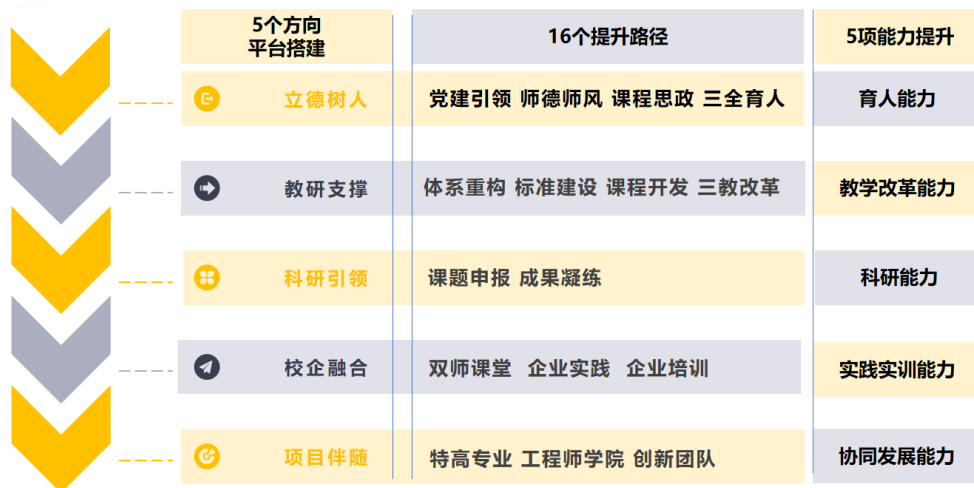 5个方向
平台搭建
16个提升路径
5项能力提升
立德树人
党建引领 师德师风 课程思政 三全育人
育人能力
教研支撑
体系重构 标准建设 课程开发 三教改革
教学改革能力
科研引领
课题申报 成果凝练
科研能力
校企融合
双师课堂 企业实践 企业培训
实践实训能力
项目伴随
特高专业 工程师学院 创新团队
协同发展能力